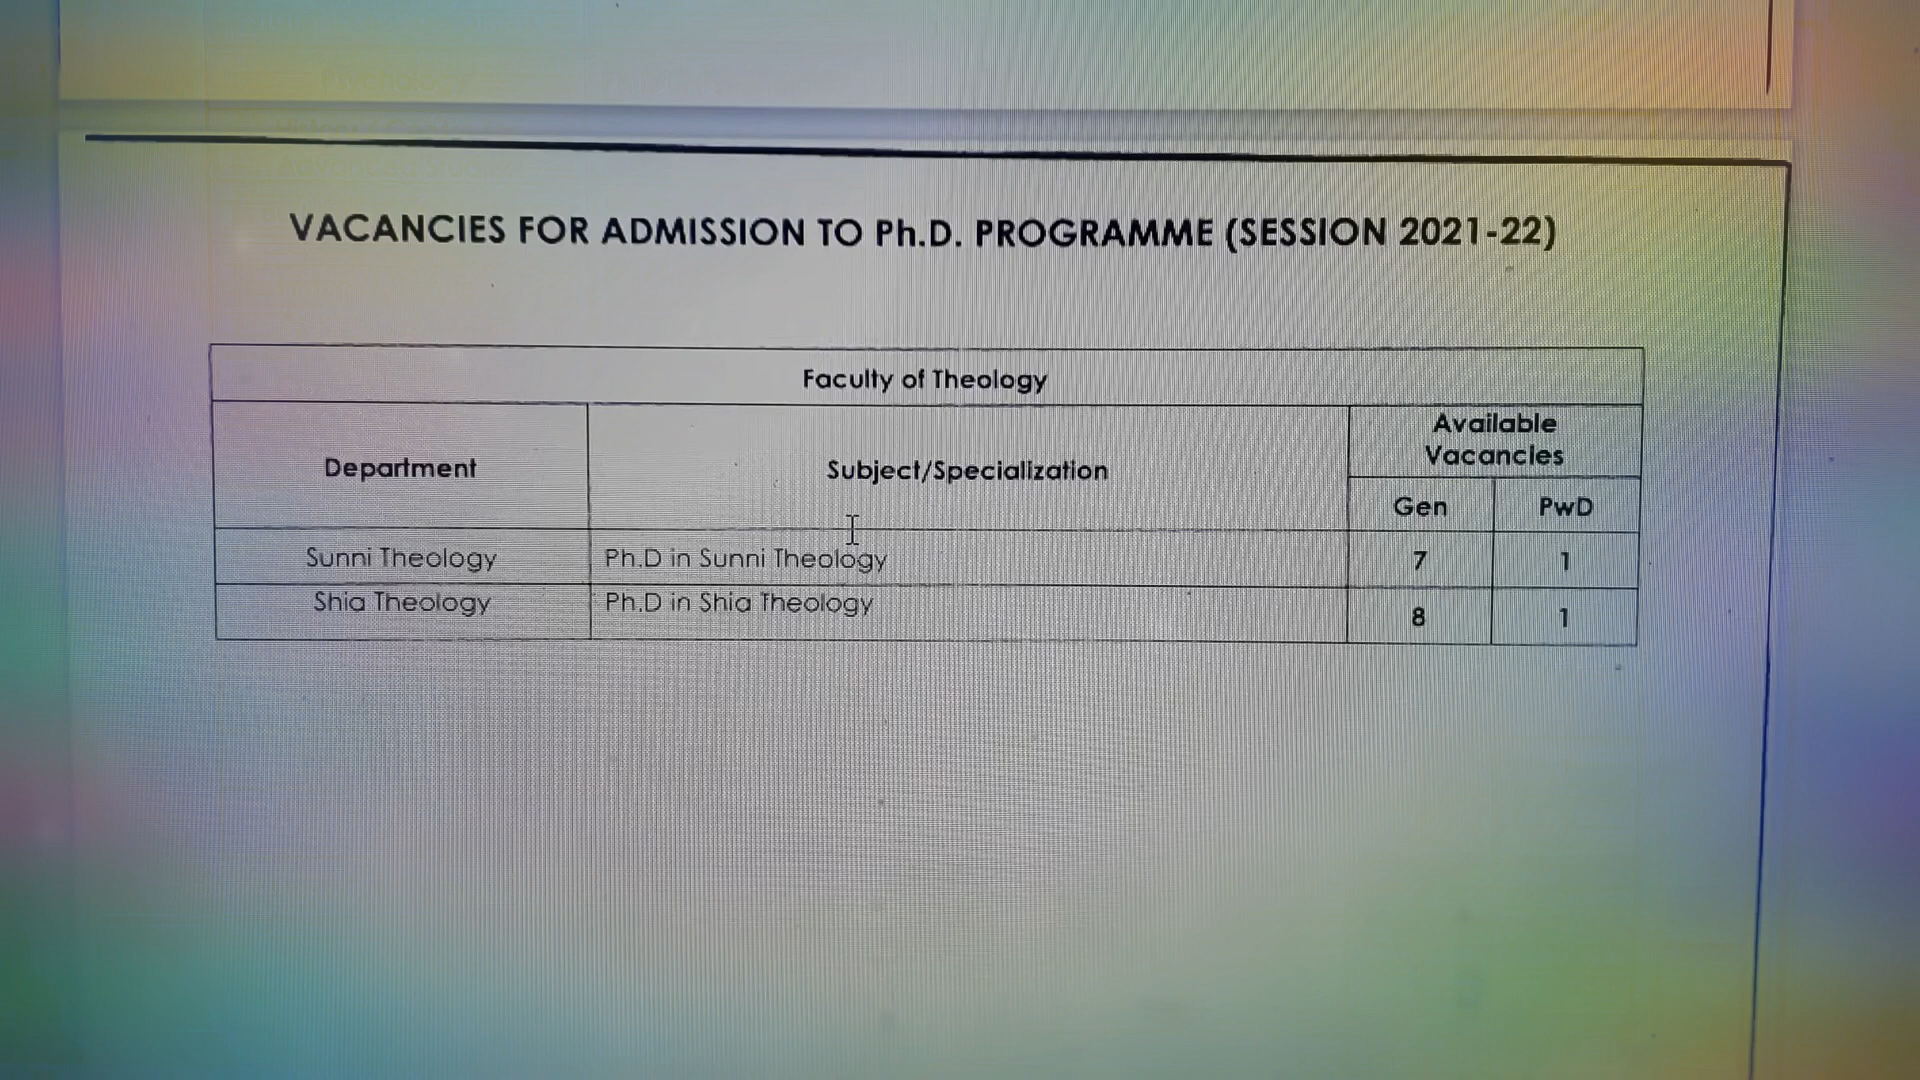 VACANCIES FOR ADMISSION TO Ph.D. PROGRAMME (SESSION 2021-22)
Faculty of Theology
Department
Subject/Specialization
Available
Vacancies
Gen
PwD
Sunni Theology
Ph.D in Sunni Theology
7
1
Shia Theology
Ph.D in Shia Theology
8
1